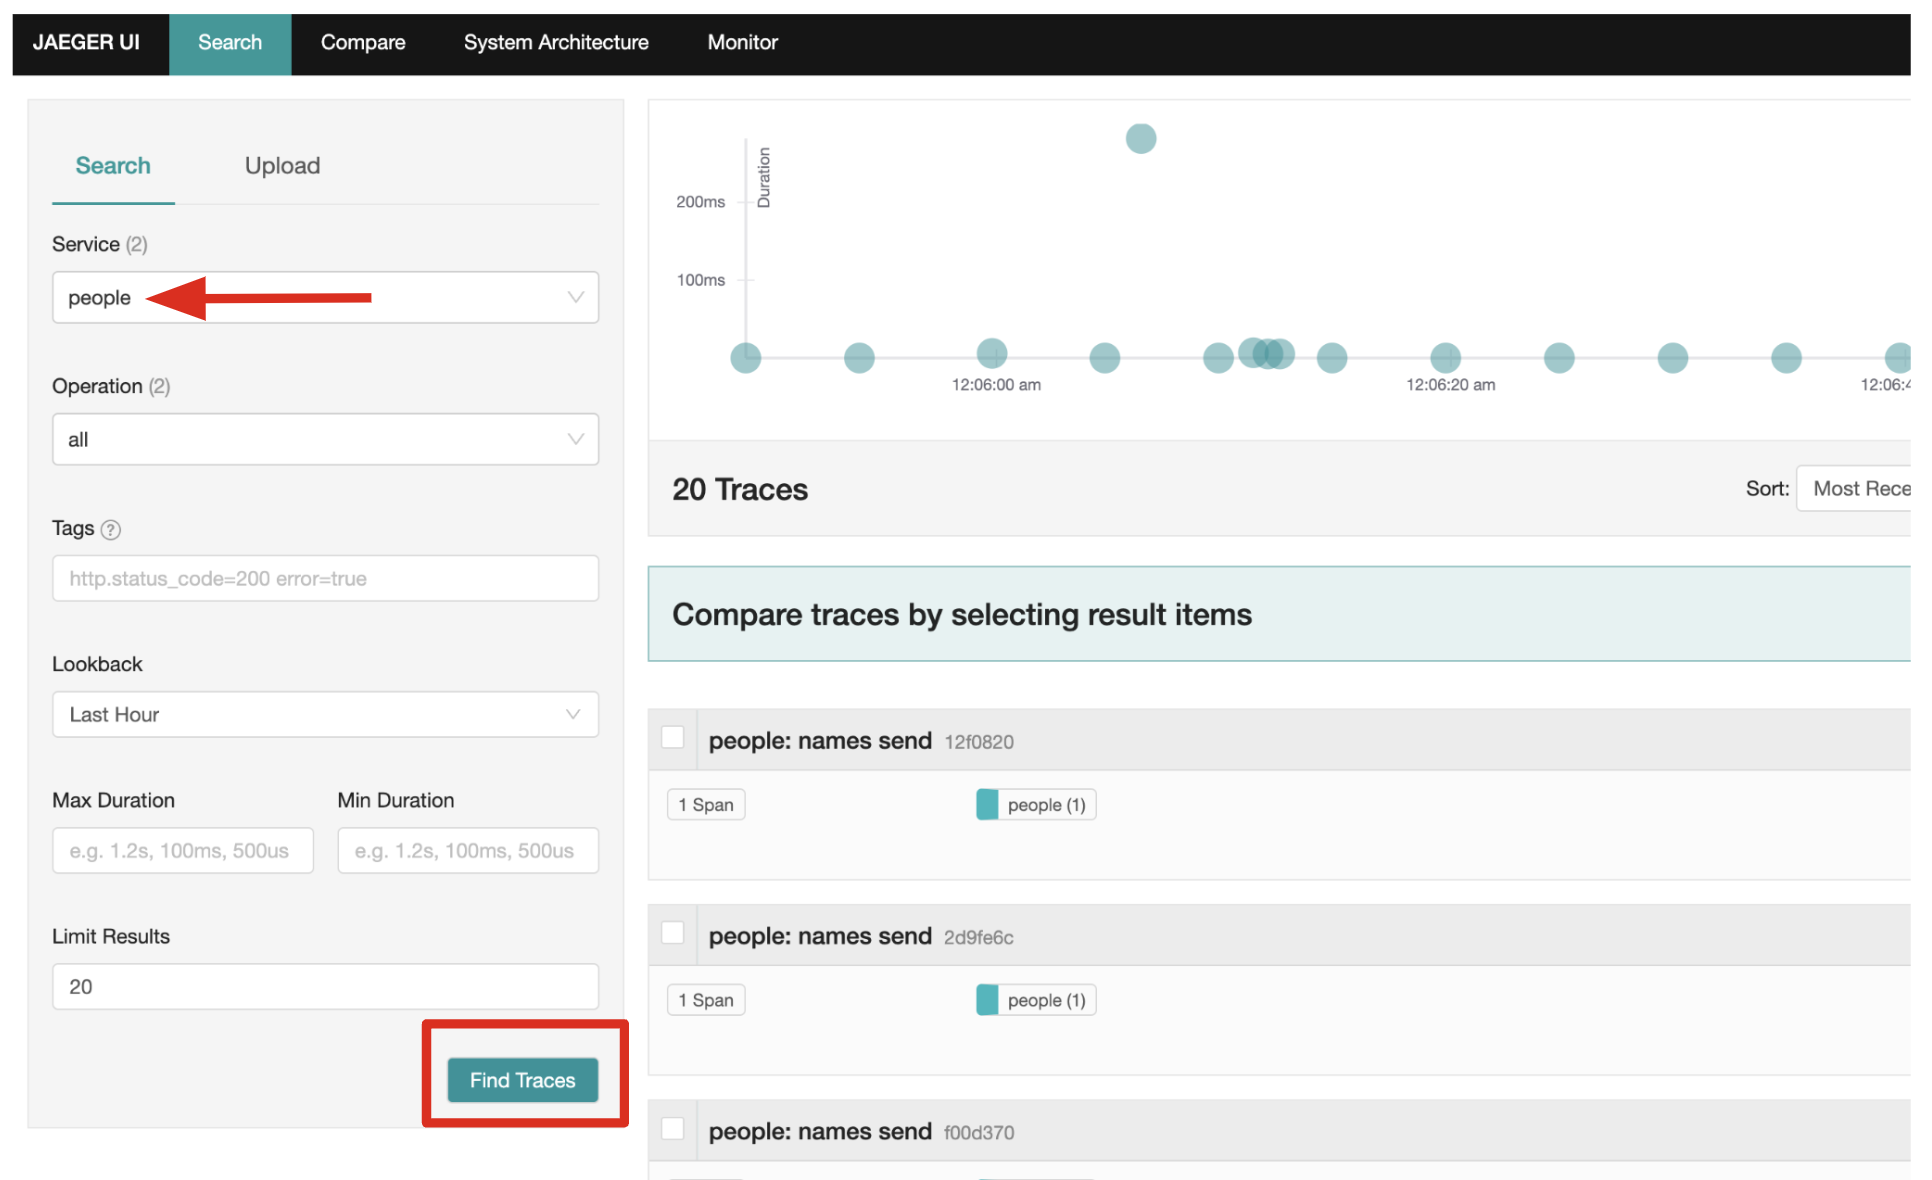 JAEGER UI Search Compare System Architecture Monitor
Search Upload
Service (2)
people
Operation (2)
all
Tags ?
http.status_code=200 error=true
Lookback
Last Hour
Max Duration Min Duration
e.g. 1.2s, 100ms, 500us e.g. 1.2s, 100ms, 500us
Limit Results
20
Find Traces
Duration
200ms
100ms
12:06:00 am 12:06:20 am 12:06:4
20 Traces
Sort: Most Rece
Compare traces by selecting result items
people: names send 12f0820
1 Span people (1)
people: names send 2d9fe6c
1 Span people (1)
people: names send f00d370